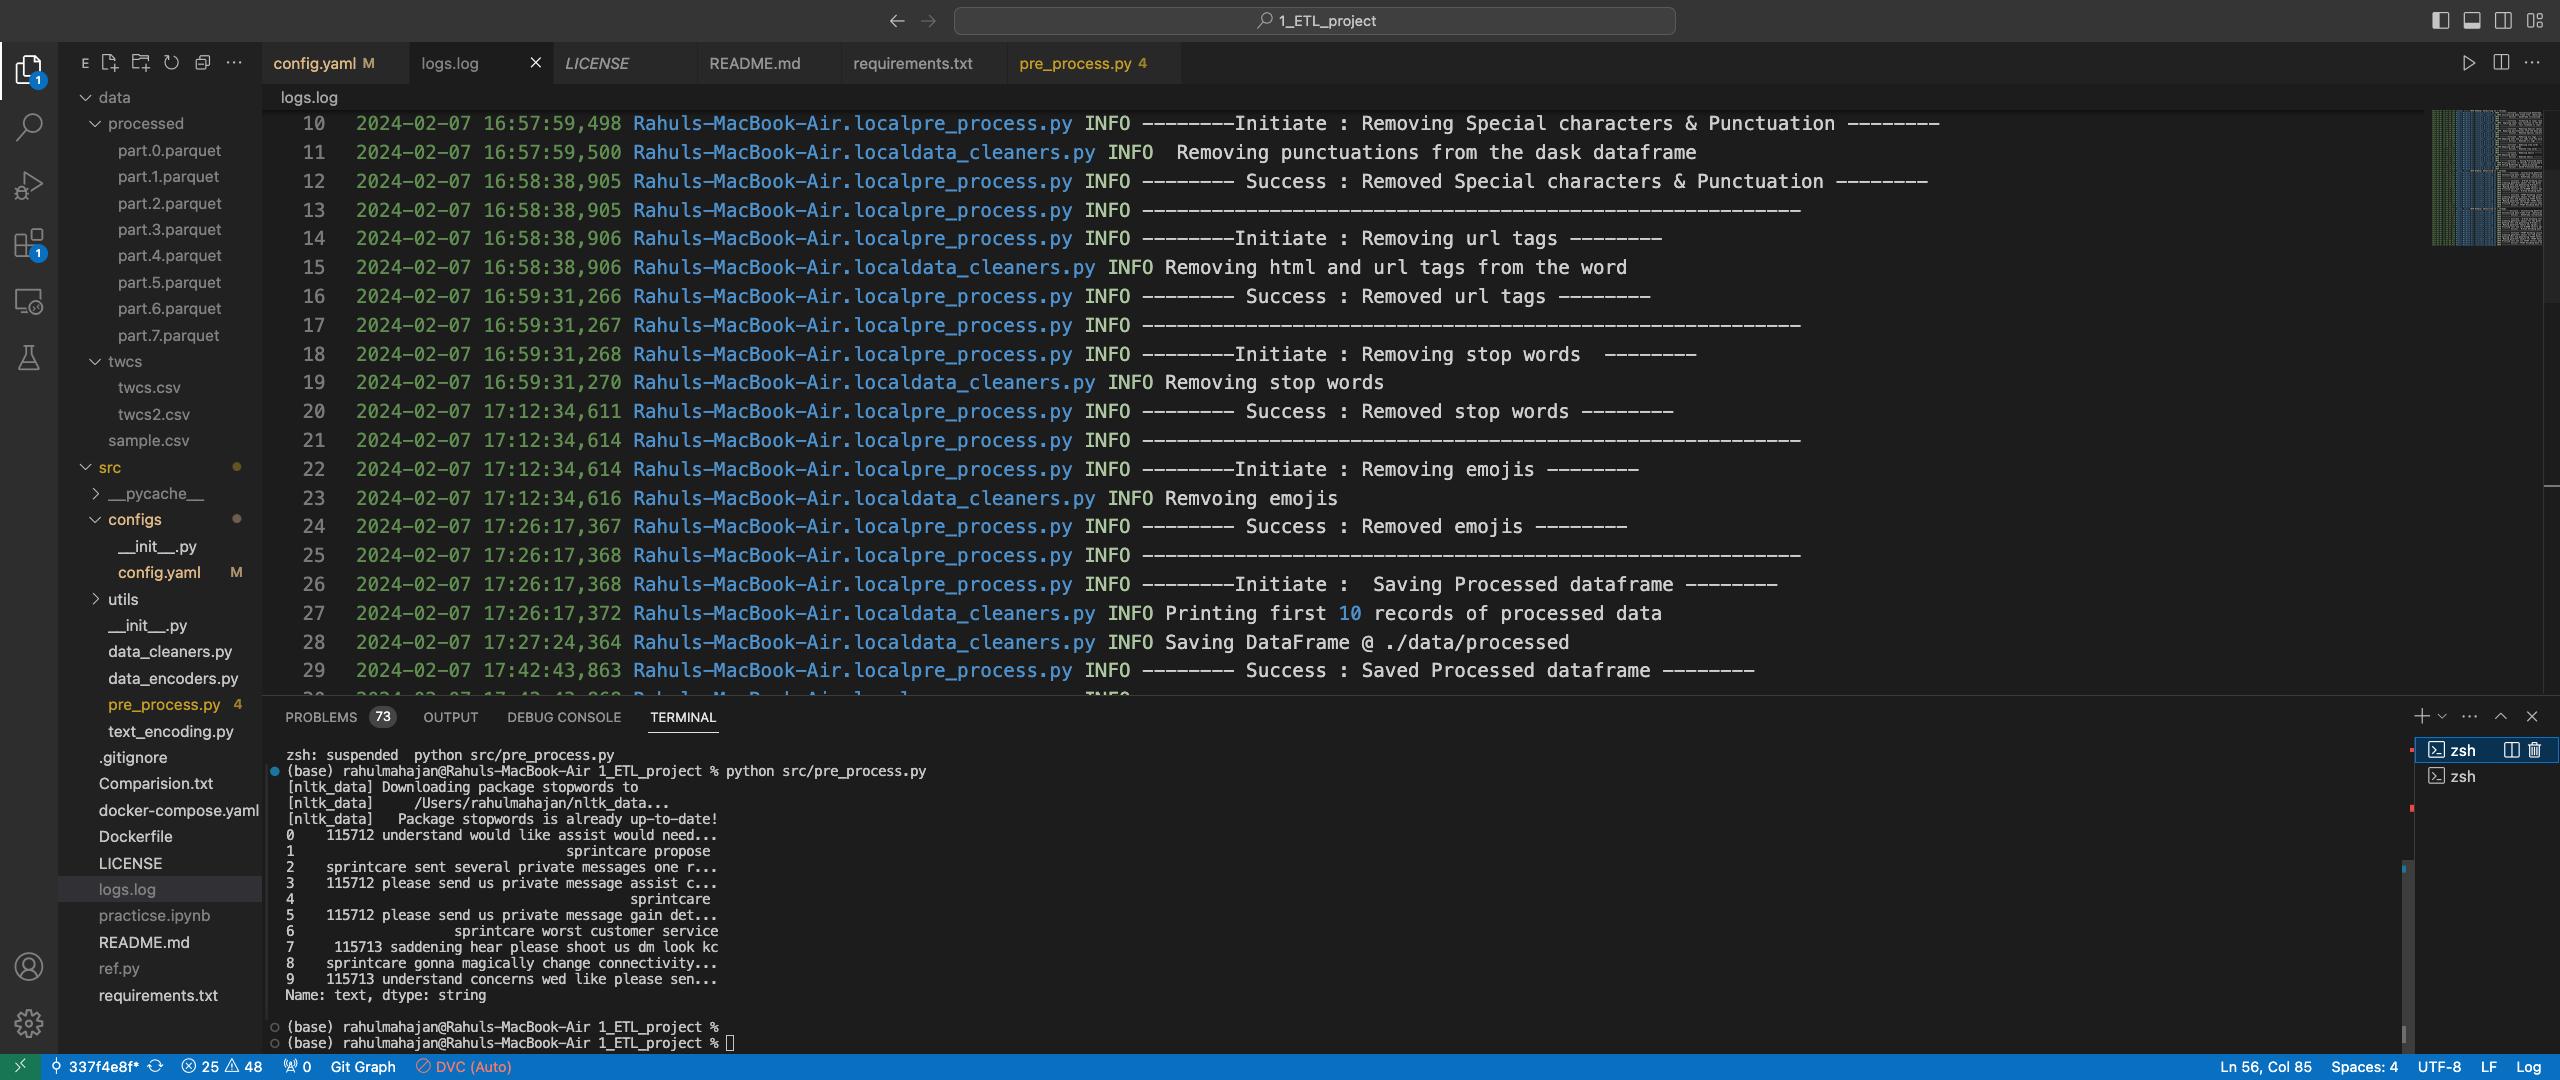 1_ETL_project
E
config.yaml M
logs.log
LICENSE
README.md
requirements.txt
pre_process.py 4
data
processed
part.0.parquet
part.1.parquet
part.2.parquet
part.3.parquet
part.4.parquet
part.5.parquet
part.6.parquet
part.7.parquet
twcs
twcs.csv
twcs2.csv
sample.csv
src
__pycache__
configs
__init__.py
config.yaml M
utils
__init__.py
data_cleaners.py
data_encoders.py
pre_process.py 4
text_encoding.py
.gitignore
Comparision.txt
docker-compose.yaml
Dockerfile
LICENSE
logs.log
practicse.ipynb
README.md
ref.py
requirements.txt
1
1
logs.log
10 2024-02-07 16:57:59,498 Rahuls-MacBook-Air.localpre_process.py INFO --------Initiate : Removing Special characters & Punctuation --------
11 2024-02-07 16:57:59,500 Rahuls-MacBook-Air.localdata_cleaners.py INFO  Removing punctuations from the dask dataframe
12 2024-02-07 16:58:38,905 Rahuls-MacBook-Air.localpre_process.py INFO -------- Success : Removed Special characters & Punctuation --------
13 2024-02-07 16:58:38,905 Rahuls-MacBook-Air.localpre_process.py INFO ---------------------------------------------------------
14 2024-02-07 16:58:38,906 Rahuls-MacBook-Air.localpre_process.py INFO --------Initiate : Removing url tags --------
15 2024-02-07 16:58:38,906 Rahuls-MacBook-Air.localdata_cleaners.py INFO Removing html and url tags from the word
16 2024-02-07 16:59:31,266 Rahuls-MacBook-Air.localpre_process.py INFO -------- Success : Removed url tags --------
17 2024-02-07 16:59:31,267 Rahuls-MacBook-Air.localpre_process.py INFO ---------------------------------------------------------
18 2024-02-07 16:59:31,268 Rahuls-MacBook-Air.localpre_process.py INFO --------Initiate : Removing stop words  --------
19 2024-02-07 16:59:31,270 Rahuls-MacBook-Air.localdata_cleaners.py INFO Removing stop words
20 2024-02-07 17:12:34,611 Rahuls-MacBook-Air.localpre_process.py INFO -------- Success : Removed stop words --------
21 2024-02-07 17:12:34,614 Rahuls-MacBook-Air.localpre_process.py INFO ---------------------------------------------------------
22 2024-02-07 17:12:34,614 Rahuls-MacBook-Air.localpre_process.py INFO --------Initiate : Removing emojis --------
23 2024-02-07 17:12:34,616 Rahuls-MacBook-Air.localdata_cleaners.py INFO Remvoing emojis
24 2024-02-07 17:26:17,367 Rahuls-MacBook-Air.localpre_process.py INFO -------- Success : Removed emojis --------
25 2024-02-07 17:26:17,368 Rahuls-MacBook-Air.localpre_process.py INFO ---------------------------------------------------------
26 2024-02-07 17:26:17,368 Rahuls-MacBook-Air.localpre_process.py INFO --------Initiate :  Saving Processed dataframe --------
27 2024-02-07 17:26:17,372 Rahuls-MacBook-Air.localdata_cleaners.py INFO Printing first 10 records of processed data
28 2024-02-07 17:27:24,364 Rahuls-MacBook-Air.localdata_cleaners.py INFO Saving DataFrame @ ./data/processed
29 2024-02-07 17:42:43,863 Rahuls-MacBook-Air.localpre_process.py INFO -------- Success : Saved Processed dataframe --------
PROBLEMS 73 OUTPUT DEBUG CONSOLE TERMINAL
zsh: suspended  python src/pre_process.py
(base) rahulmahajan@Rahuls-MacBook-Air 1_ETL_project % python src/pre_process.py
[nltk_data] Downloading package stopwords to
[nltk_data]     /Users/rahulmahajan/nltk_data...
[nltk_data]   Package stopwords is already up-to-date!
0    115712 understand would like assist would need...
1                                   sprintcare propose
2    sprintcare sent several private messages one r...
3    115712 please send us private message assist c...
4                                           sprintcare
5    115712 please send us private message gain det...
6                     sprintcare worst customer service
7      115713 saddening hear please shoot us dm look kc
8    sprintcare gonna magically change connectivity...
9    115713 understand concerns wed like please sen...
Name: text, dtype: string
(base) rahulmahajan@Rahuls-MacBook-Air 1_ETL_project %
(base) rahulmahajan@Rahuls-MacBook-Air 1_ETL_project %
zsh
zsh
337f4e8f* 25 48 0 Git Graph DVC (Auto) Ln 56, Col 85 Spaces: 4 UTF-8 LF Log